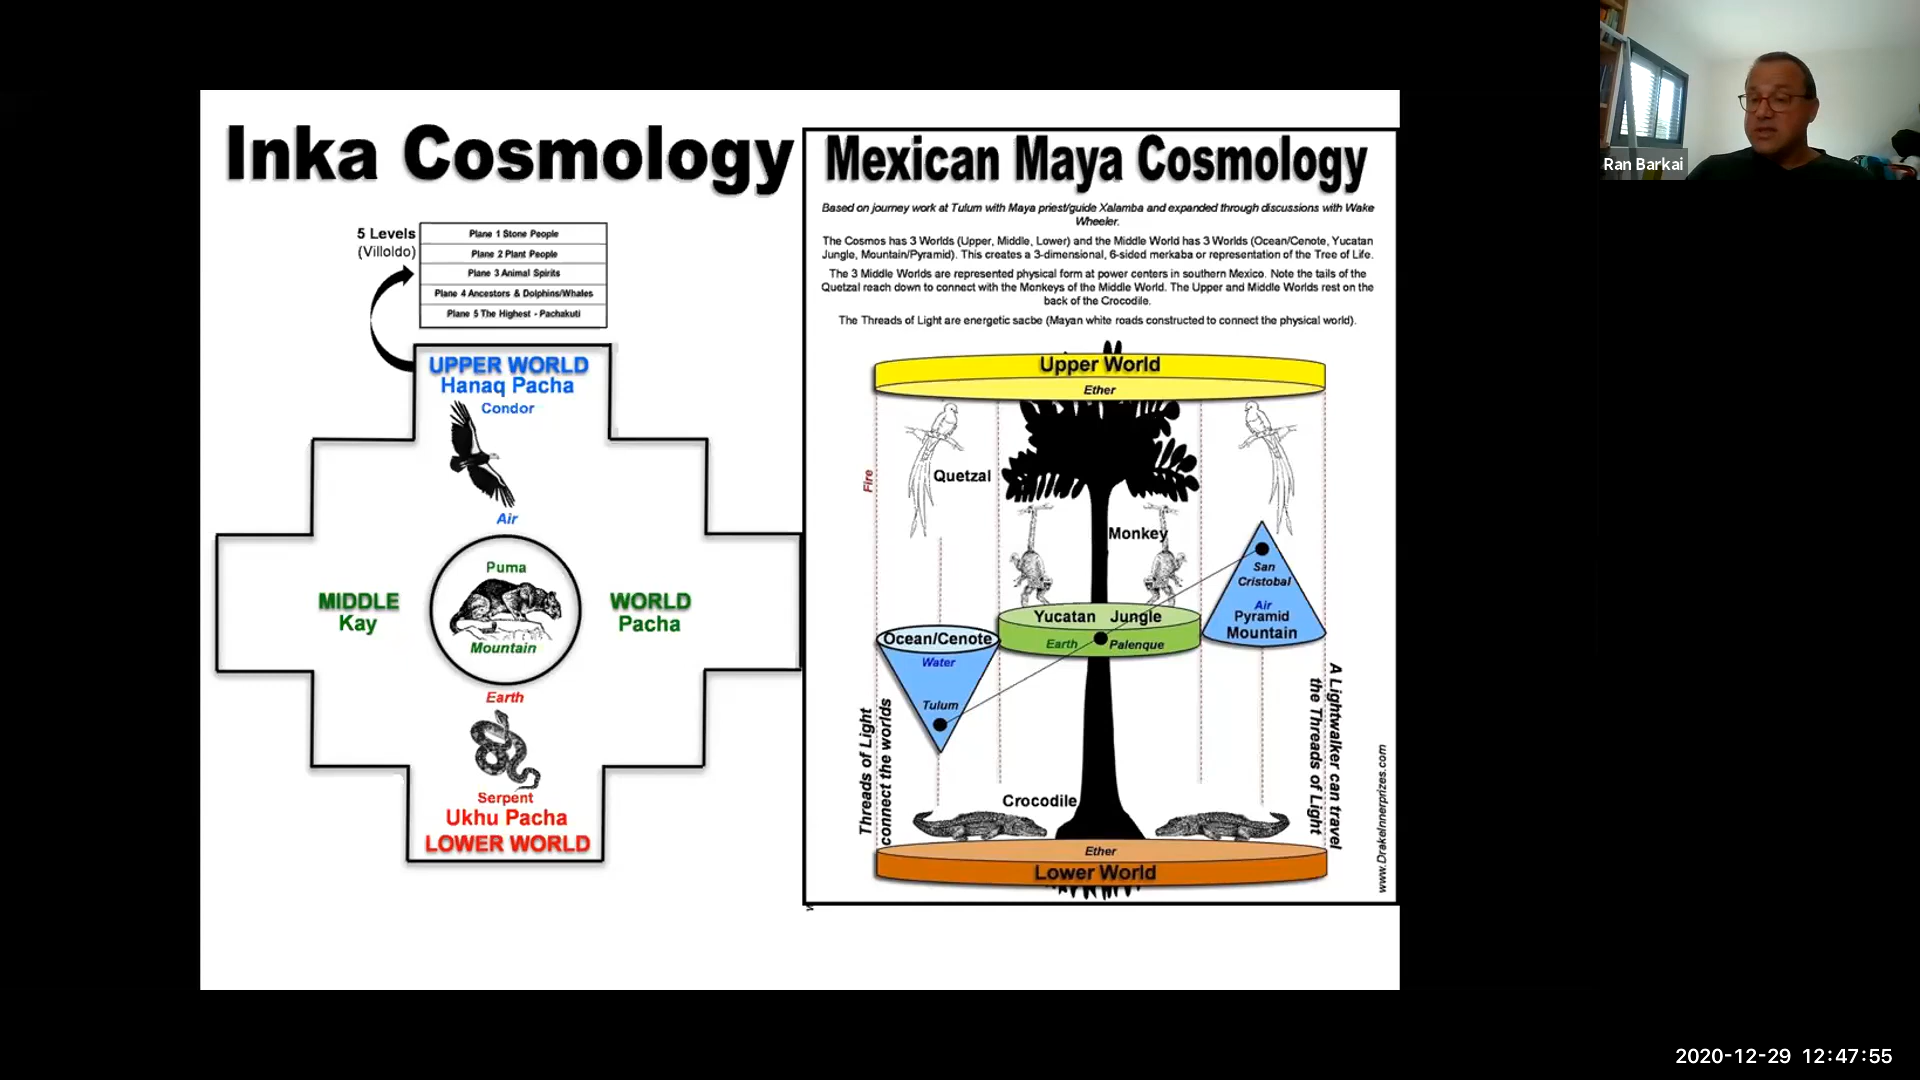 Inka Cosmology
5 Levels
(Villoldo)
Plane 1 Stone People
Plane 2 Plant People
Plane 3 Animal Spirits
Plane 4 Ancestors & Dolphins/Whales
Plane 5 The Highest - Pachakuti
UPPER WORLD
Hanaq Pacha
Condor
Air
Puma
Mountain
MIDDLE
Kay
WORLD
Pacha
Earth
Serpent
Ukhu Pacha
LOWER WORLD
Mexican Maya Cosmology
Based on journey work at Tulum with Maya priest/guide Xalamba and expanded through discussions with Wake
Wheeler.
The Cosmos has 3 Worlds (Upper, Middle, Lower) and the Middle World has 3 Worlds (Ocean/Cenote, Yucatan
Jungle, Mountain/Pyramid). This creates a 3-dimensional, 6-sided merkaba or representation of the Tree of Life.
The 3 Middle Worlds are represented physical form at power centers in southern Mexico. Note the tails of the
Quetzal reach down to connect with the Monkeys of the Middle World. The Upper and Middle Worlds rest on the
back of the Crocodile.
The Threads of Light are energetic sacbe (Mayan white roads constructed to connect the physical world).
Upper World
Ether
Fire
Quetzal
Monkey
San
Cristobal
Air
Pyramid
Mountain
Yucatan Jungle
Earth
Palenque
Ocean/Cenote
Water
Tulum
Threads of Light
connect the worlds
A Lightwalker can travel
the Threads of Light
Crocodile
Ether
Lower World
www.DrakeInnerprizes.com
Ran Barkai
2020-12-29 12:47:55